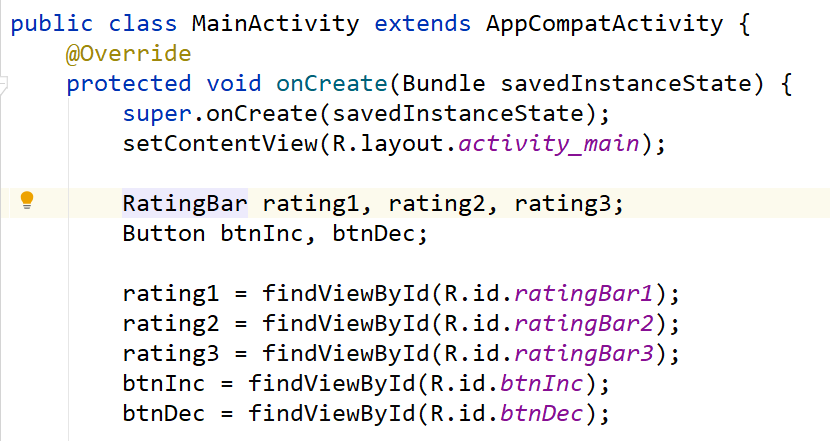 public class MainActivity extends AppCompatActivity {
    @Override
    protected void onCreate(Bundle savedInstanceState) {
        super.onCreate(savedInstanceState);
        setContentView(R.layout.activity_main);
        RatingBar rating1, rating2, rating3;
        Button btnInc, btnDec;
        rating1 = findViewById(R.id.ratingBar1);
        rating2 = findViewById(R.id.ratingBar2);
        rating3 = findViewById(R.id.ratingBar3);
        btnInc = findViewById(R.id.btnInc);
        btnDec = findViewById(R.id.btnDec);